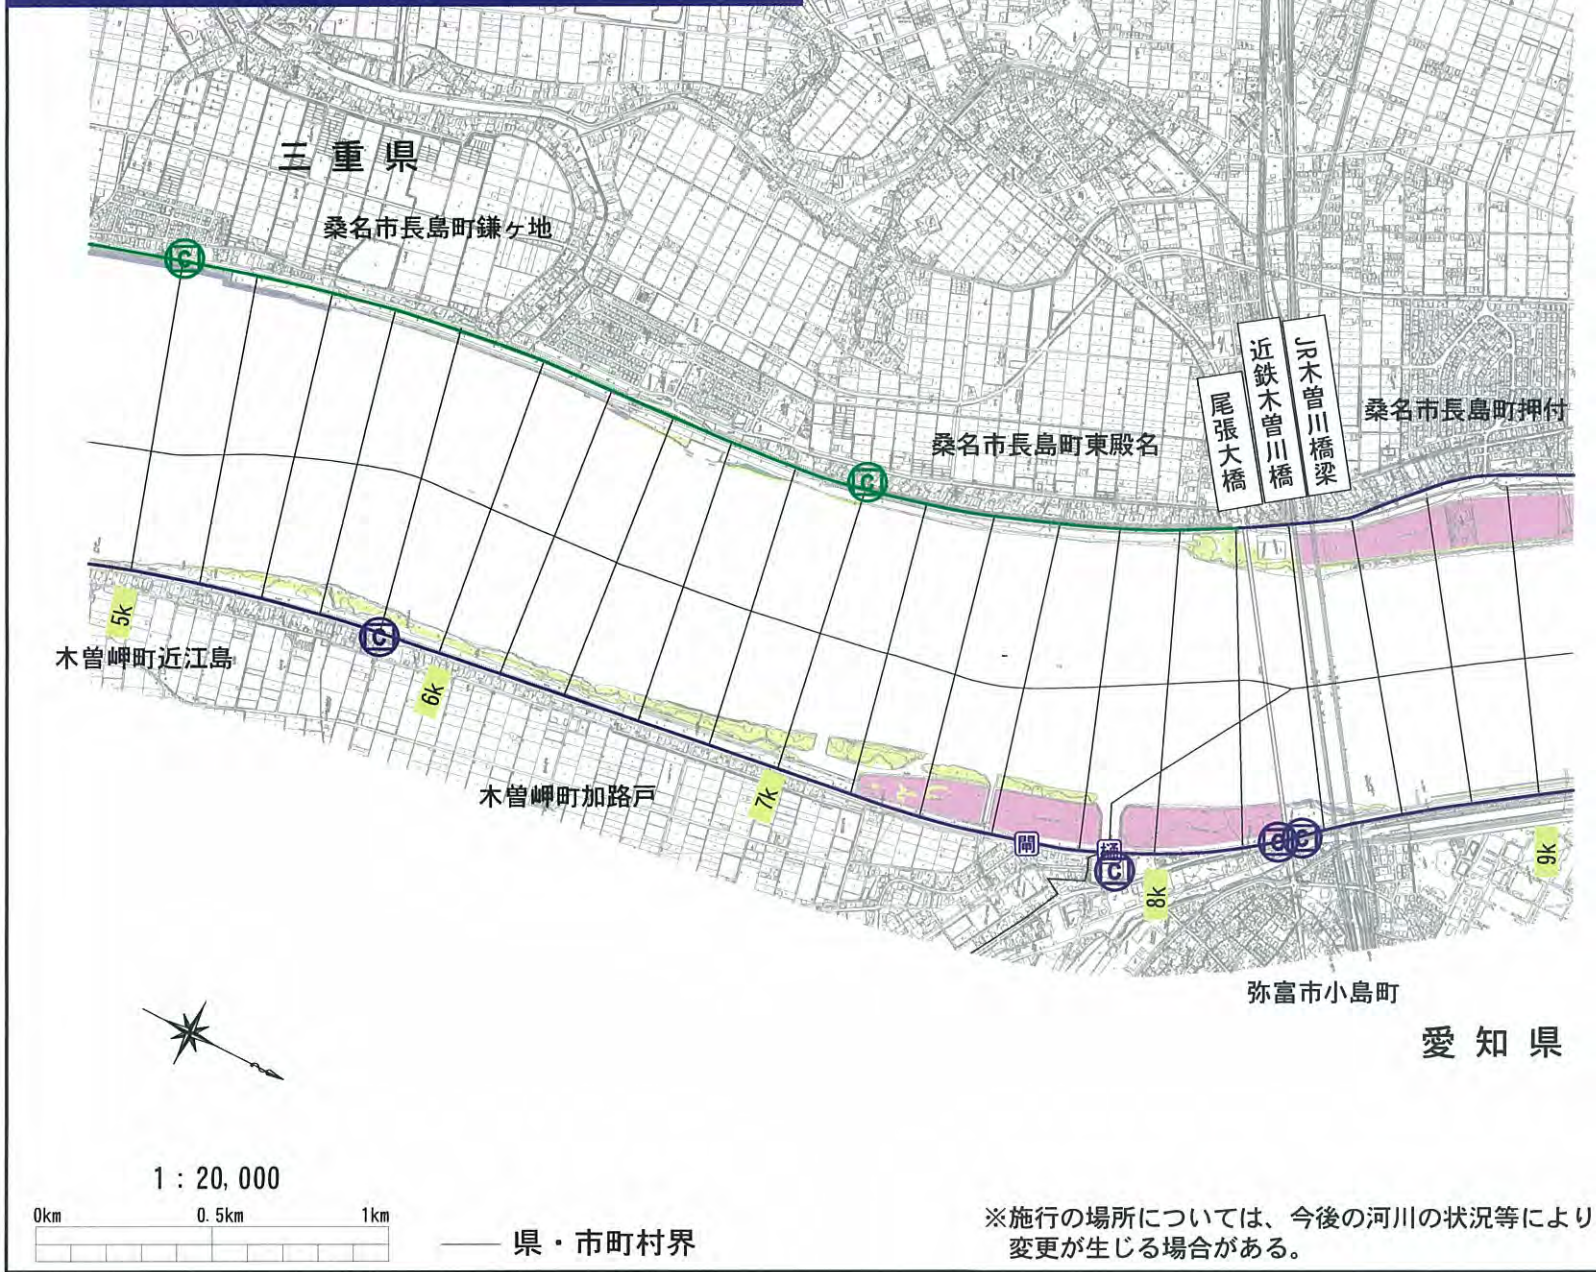 三重県
桑名市長島町鎌ヶ地
JR木曽川橋梁
近鉄木曽川橋
尾張大橋
桑名市長島町押付
桑名市長島町東殿名
C
C
5k
木曽岬町近江島
C
6k
木曽岬町加路戸
7k
閘
樋
C
C
C
8k
9k
弥富市小島町
愛知県
1：20,000
0km 0.5km 1km
県・市町村界
※施行の場所については、今後の河川の状況等により
変更が生じる場合がある。